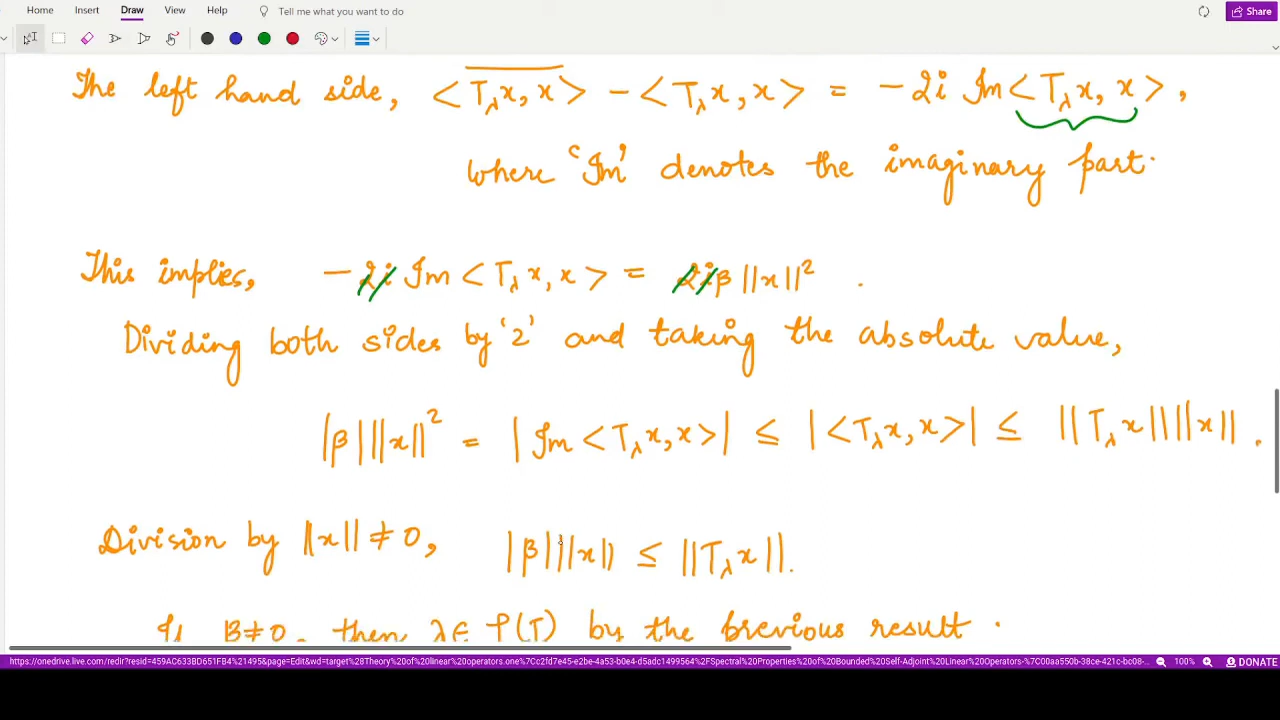 Home Insert Draw View Help Tell me what you want to do Share
The left hand side, <\overline{T_λx, x}> - <T_λx, x> = -2i Im<T_λx, x>,
where 'Im' denotes the imaginary part.
This implies, -2i Im <T_λx, x> = 2iβ ||x||² .
Dividing both sides by '2' and taking the absolute value,
|β|||x||² = |Im <T_λx, x>| ≤ |<T_λx, x>| ≤ ||T_λx||||x|| .
Division by ||x|| ≠ 0, |β|||x|| ≤ ||T_λx||.
If β≠0, then λ∈ ρ(T) by the previous result .
100% DONATE